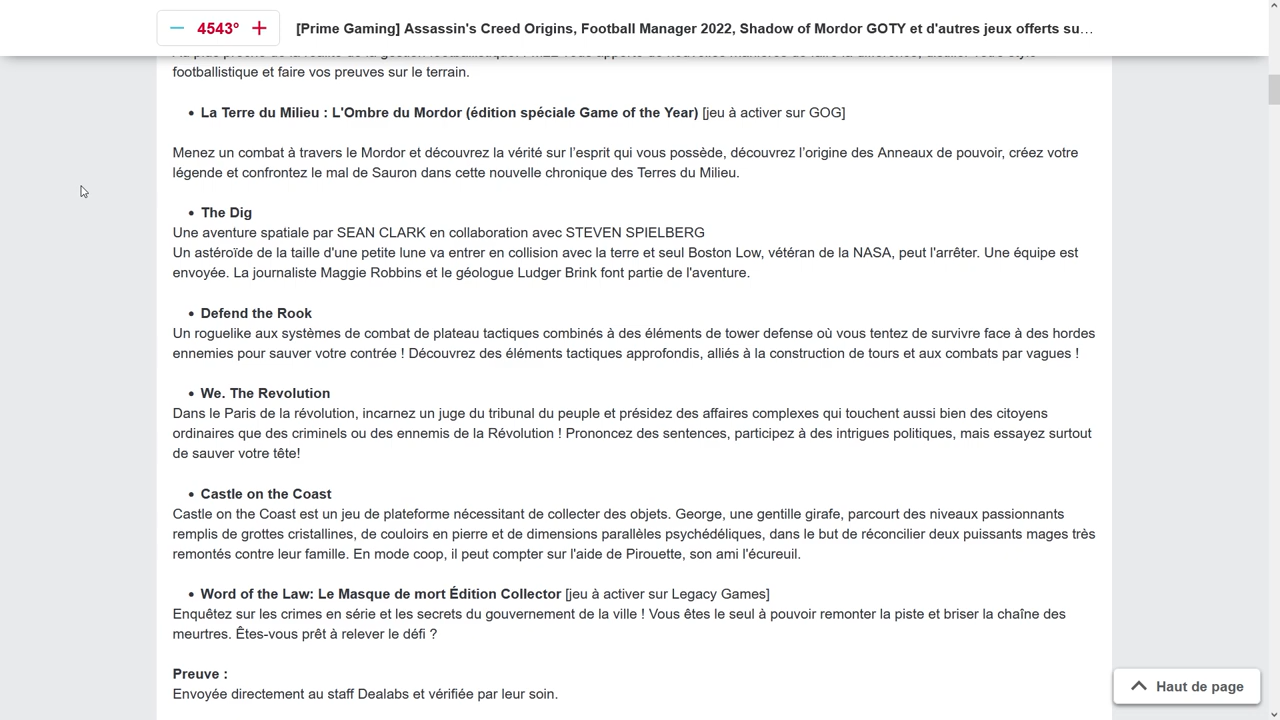 4543°
[Prime Gaming] Assassin's Creed Origins, Football Manager 2022, Shadow of Mordor GOTY et d'autres jeux offerts su…
footballistique et faire vos preuves sur le terrain.
• La Terre du Milieu : L'Ombre du Mordor (édition spéciale Game of the Year) [jeu à activer sur GOG]
Menez un combat à travers le Mordor et découvrez la vérité sur l’esprit qui vous possède, découvrez l’origine des Anneaux de pouvoir, créez votre
légende et confrontez le mal de Sauron dans cette nouvelle chronique des Terres du Milieu.
• The Dig
Une aventure spatiale par SEAN CLARK en collaboration avec STEVEN SPIELBERG
Un astéroïde de la taille d'une petite lune va entrer en collision avec la terre et seul Boston Low, vétéran de la NASA, peut l'arrêter. Une équipe est
envoyée. La journaliste Maggie Robbins et le géologue Ludger Brink font partie de l'aventure.
• Defend the Rook
Un roguelike aux systèmes de combat de plateau tactiques combinés à des éléments de tower defense où vous tentez de survivre face à des hordes
ennemies pour sauver votre contrée ! Découvrez des éléments tactiques approfondis, alliés à la construction de tours et aux combats par vagues !
• We. The Revolution
Dans le Paris de la révolution, incarnez un juge du tribunal du peuple et présidez des affaires complexes qui touchent aussi bien des citoyens
ordinaires que des criminels ou des ennemis de la Révolution ! Prononcez des sentences, participez à des intrigues politiques, mais essayez surtout
de sauver votre tête!
• Castle on the Coast
Castle on the Coast est un jeu de plateforme nécessitant de collecter des objets. George, une gentille girafe, parcourt des niveaux passionnants
remplis de grottes cristallines, de couloirs en pierre et de dimensions parallèles psychédéliques, dans le but de réconcilier deux puissants mages très
remontés contre leur famille. En mode coop, il peut compter sur l'aide de Pirouette, son ami l'écureuil.
• Word of the Law: Le Masque de mort Édition Collector [jeu à activer sur Legacy Games]
Enquêtez sur les crimes en série et les secrets du gouvernement de la ville ! Vous êtes le seul à pouvoir remonter la piste et briser la chaîne des
meurtres. Êtes-vous prêt à relever le défi ?
Preuve :
Envoyée directement au staff Dealabs et vérifiée par leur soin.
Haut de page